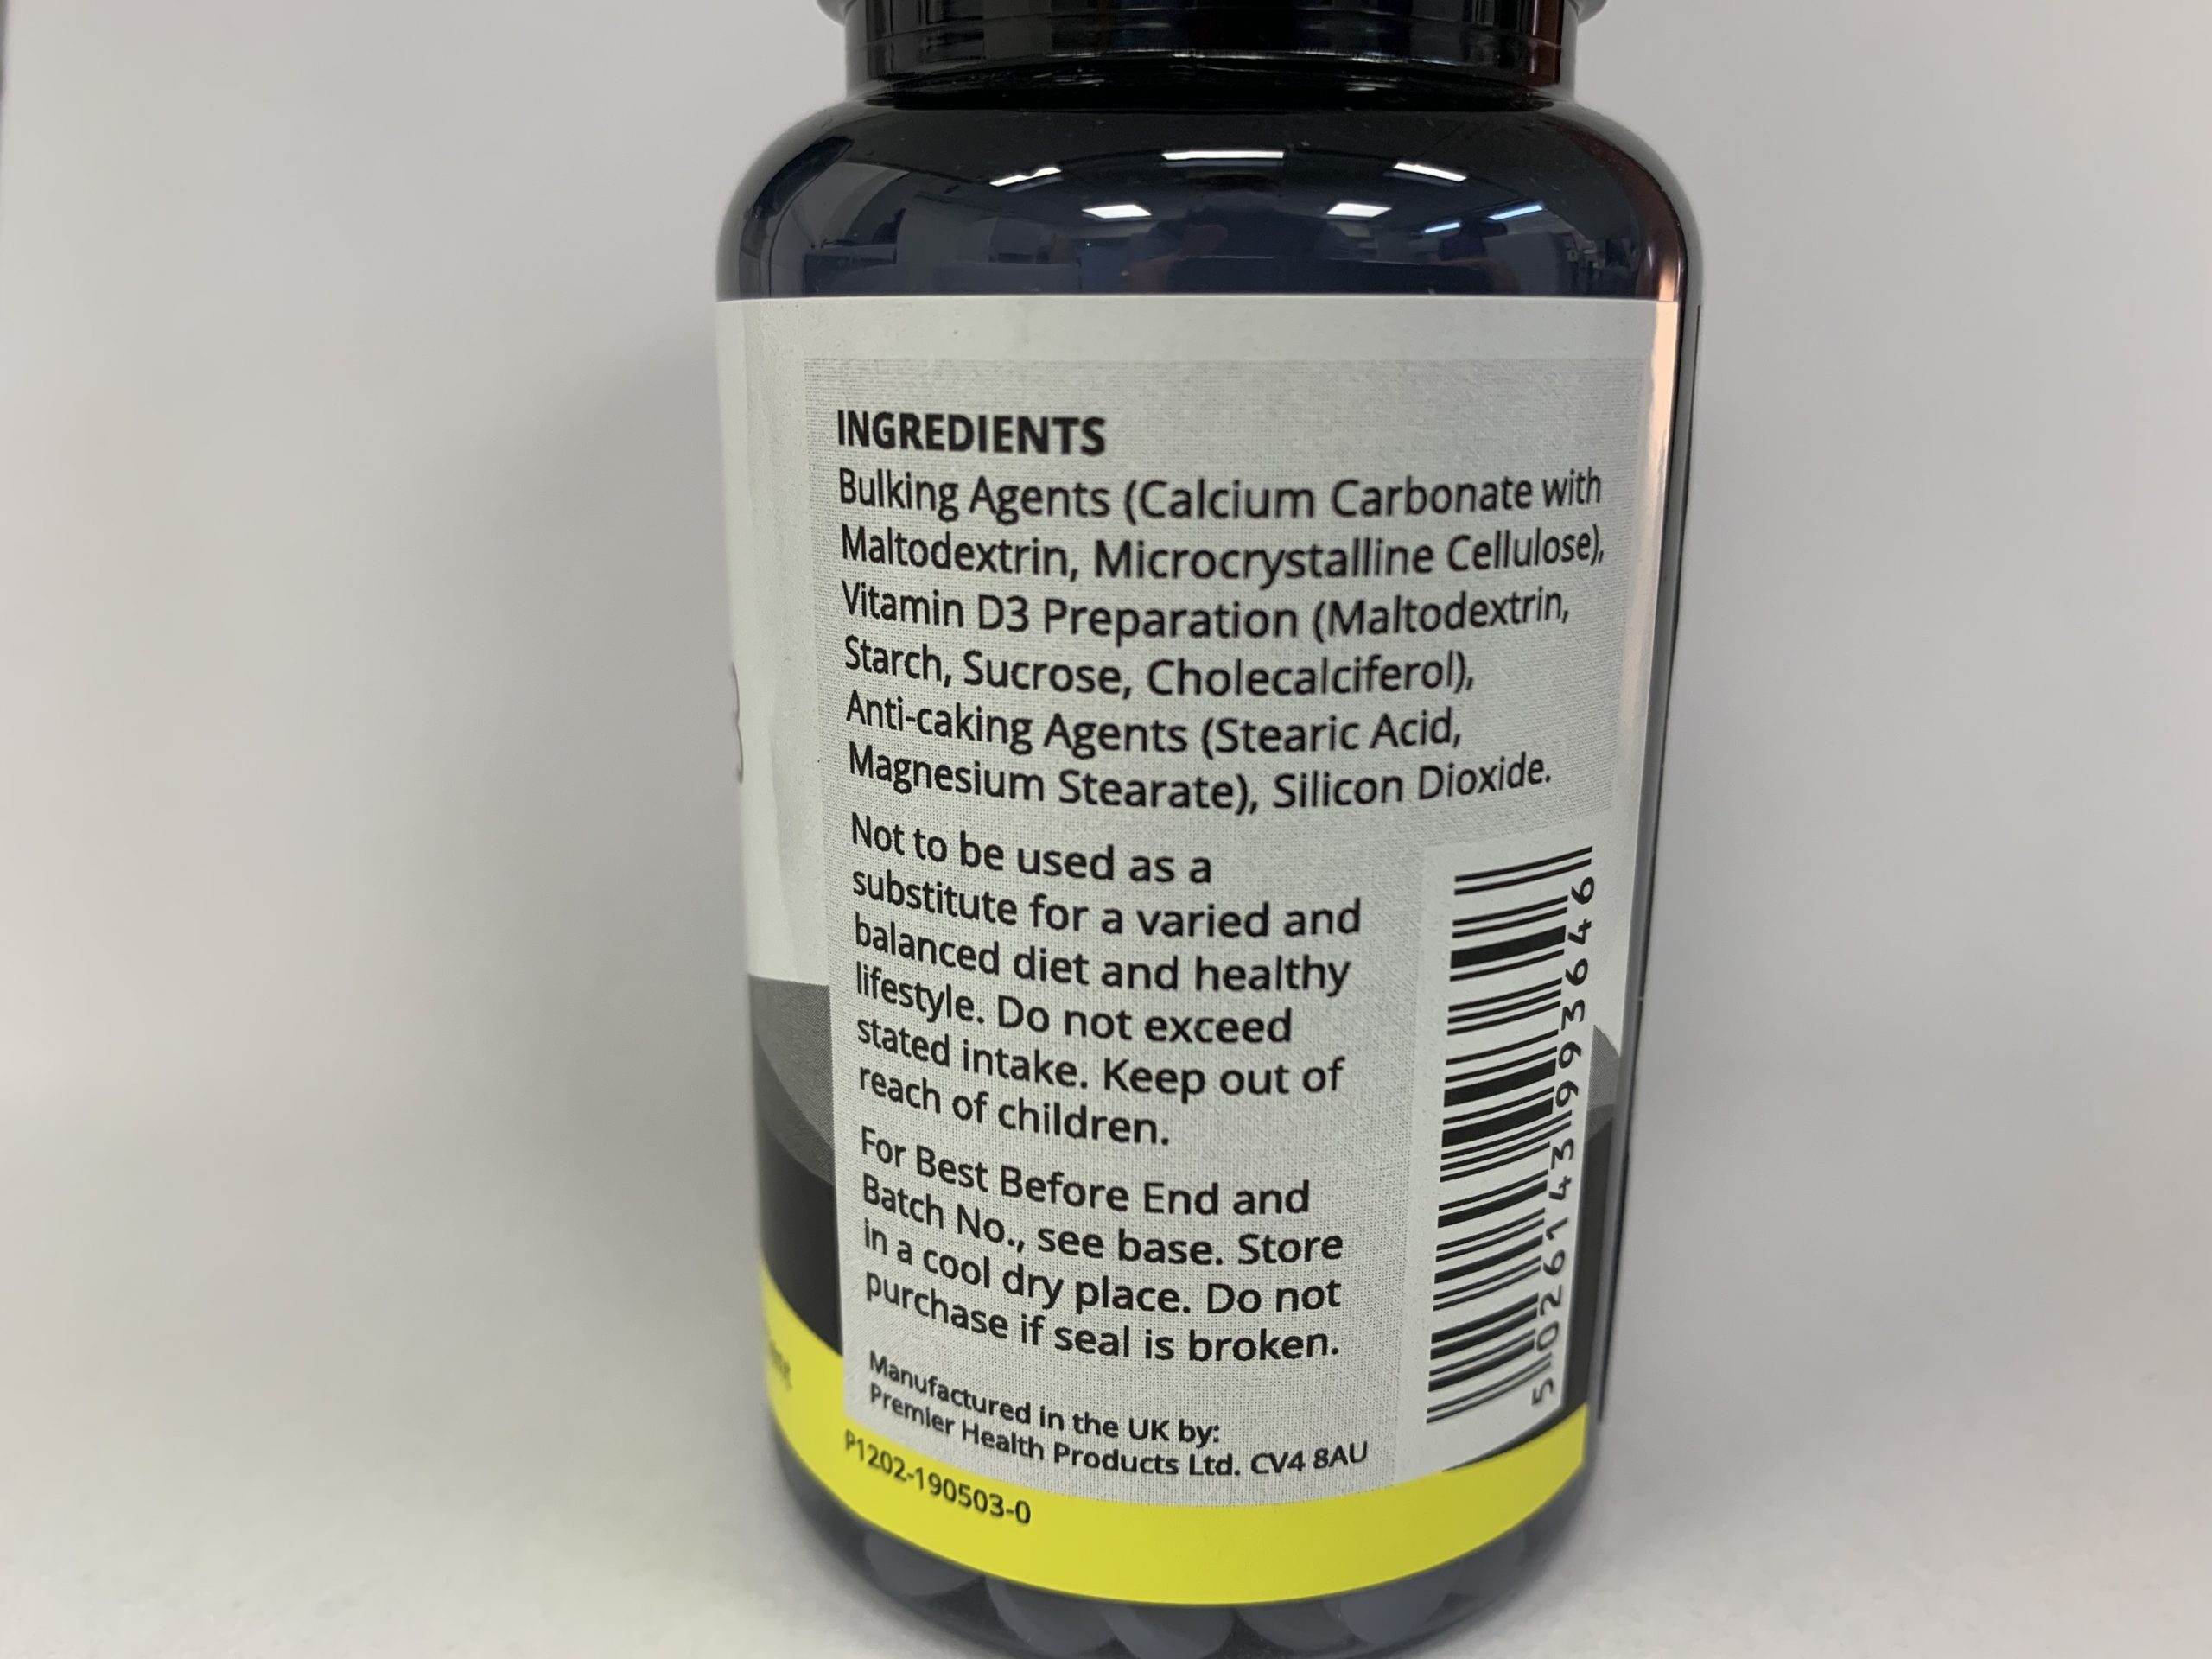 INGREDIENTS
Bulking Agents (Calcium Carbonate with
Maltodextrin, Microcrystalline Cellulose),
Vitamin D3 Preparation (Maltodextrin,
Starch, Sucrose, Cholecalciferol),
Anti-caking Agents (Stearic Acid,
Magnesium Stearate), Silicon Dioxide.
Not to be used as a
substitute for a varied and
balanced diet and healthy
lifestyle. Do not exceed
stated intake. Keep out of
reach of children.
For Best Before End and
Batch No., see base. Store
in a cool dry place. Do not
purchase if seal is broken.
Manufactured in the UK by:
Premier Health Products Ltd. CV4 8AU
P1202-190503-0
5 026143 993646